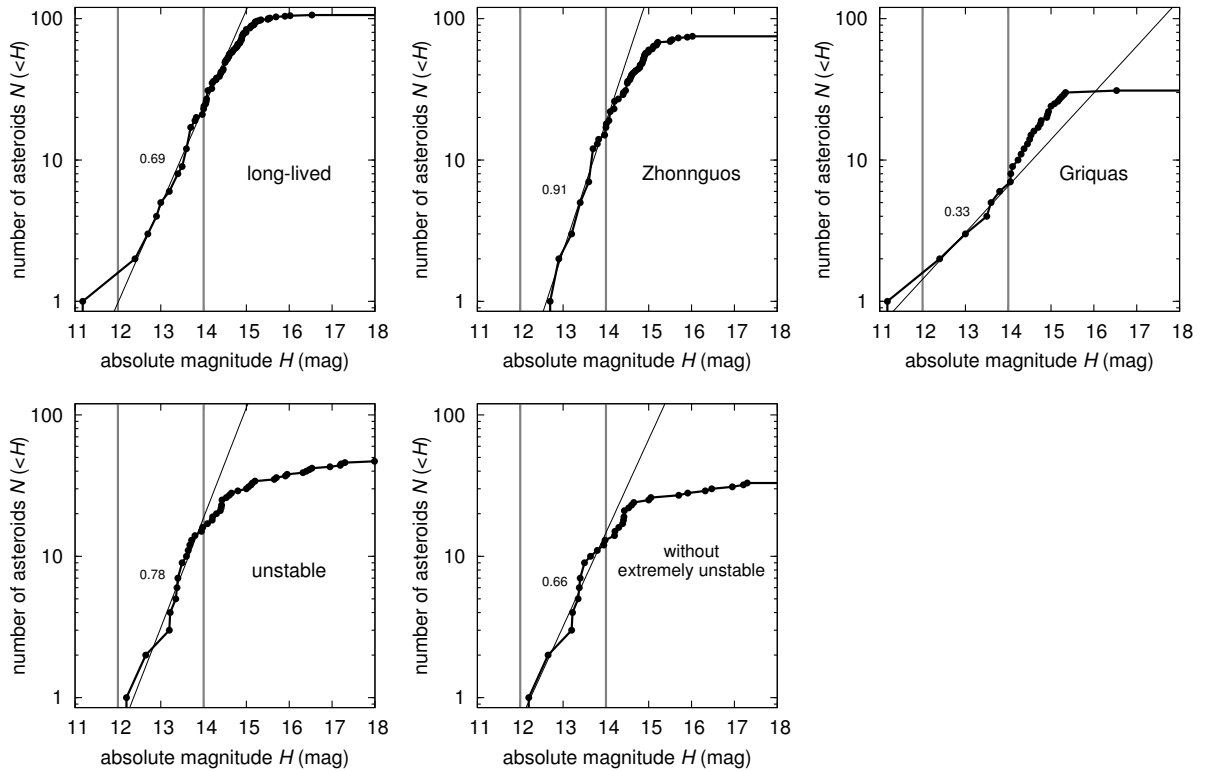 number of asteroids N (<H)
100
10
1
0.69
long-lived
11 12 13 14 15 16 17 18
absolute magnitude H (mag)
number of asteroids N (<H)
100
10
1
0.91
Zhonnguos
11 12 13 14 15 16 17 18
absolute magnitude H (mag)
number of asteroids N (<H)
100
10
1
0.33
Griquas
11 12 13 14 15 16 17 18
absolute magnitude H (mag)
number of asteroids N (<H)
100
10
1
0.78
unstable
11 12 13 14 15 16 17 18
absolute magnitude H (mag)
number of asteroids N (<H)
100
10
1
0.66
without
extremely unstable
11 12 13 14 15 16 17 18
absolute magnitude H (mag)